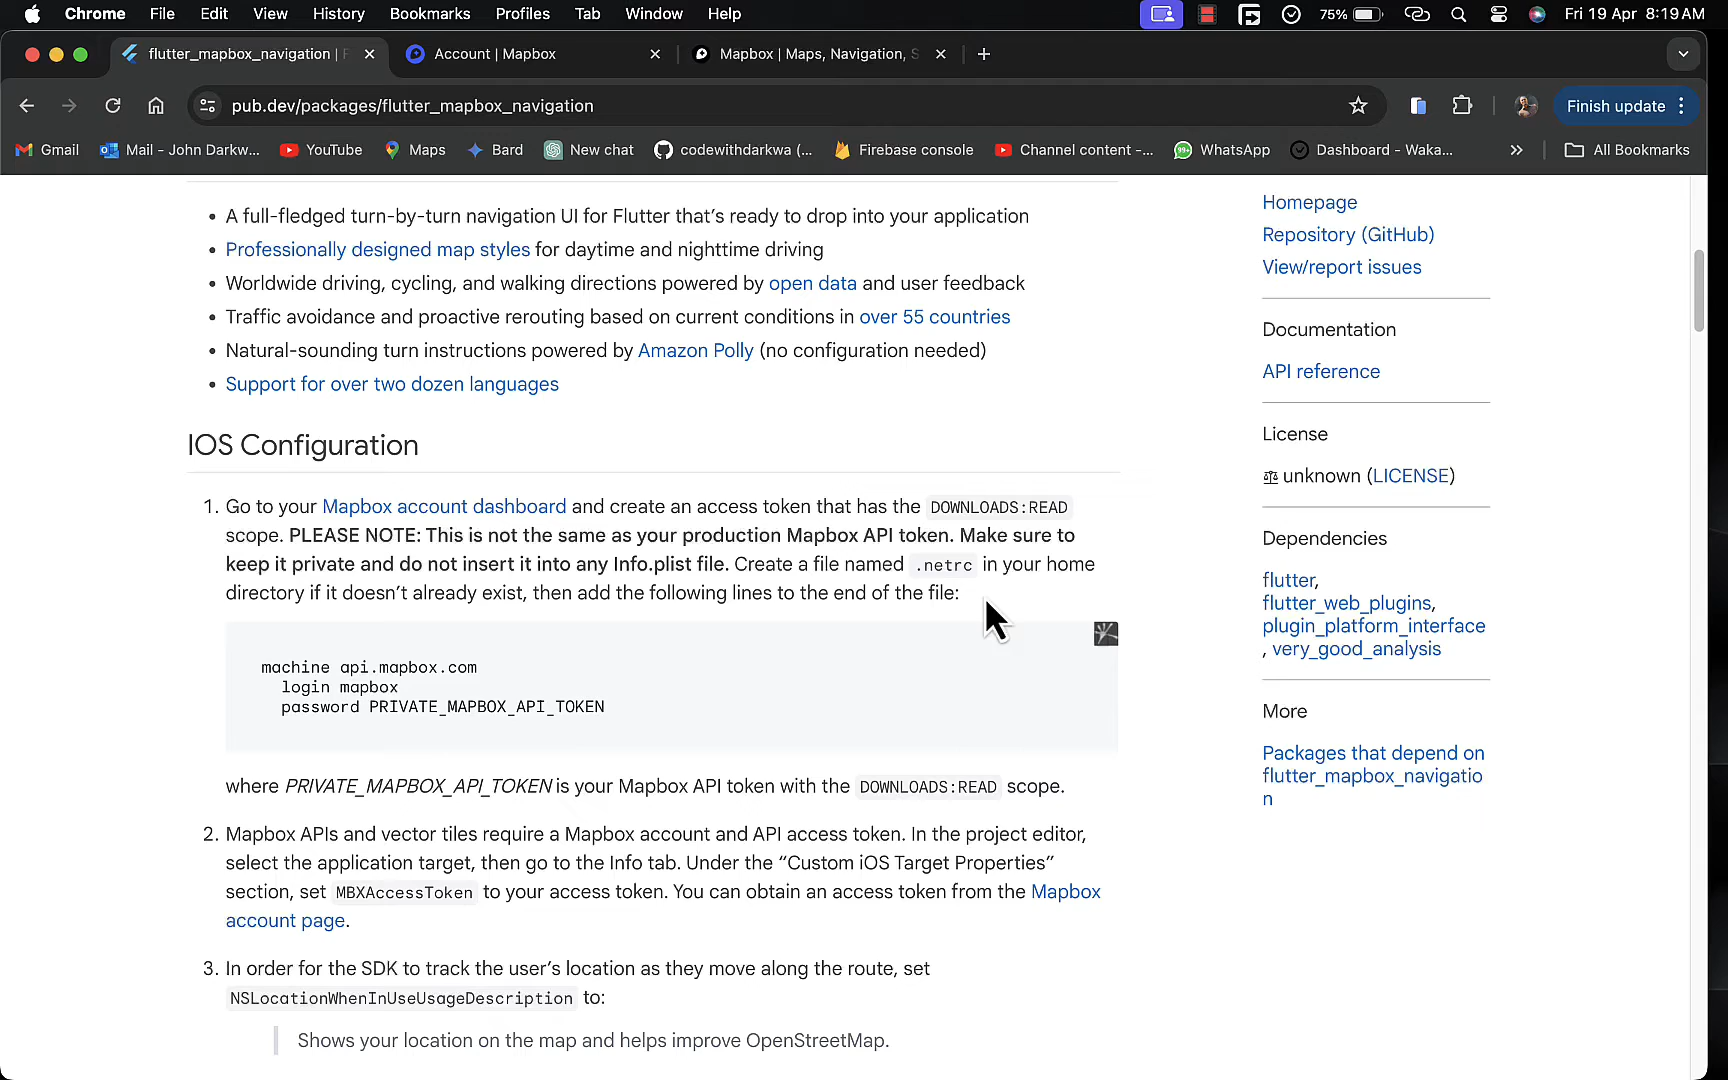 Chrome File Edit View History Bookmarks Profiles Tab Window Help 75% Fri 19 Apr 8:19 AM
flutter_mapbox_navigation | F Account | Mapbox Mapbox | Maps, Navigation, S
pub.dev/packages/flutter_mapbox_navigation Finish update
Gmail Mail - John Darkw... YouTube Maps Bard New chat codewithdarkwa (... Firebase console Channel content -... 99+ WhatsApp Dashboard - Waka... » All Bookmarks
• A full-fledged turn-by-turn navigation UI for Flutter that’s ready to drop into your application
• Professionally designed map styles for daytime and nighttime driving
• Worldwide driving, cycling, and walking directions powered by open data and user feedback
• Traffic avoidance and proactive rerouting based on current conditions in over 55 countries
• Natural-sounding turn instructions powered by Amazon Polly (no configuration needed)
• Support for over two dozen languages
IOS Configuration
1. Go to your Mapbox account dashboard and create an access token that has the DOWNLOADS:READ
scope. PLEASE NOTE: This is not the same as your production Mapbox API token. Make sure to
keep it private and do not insert it into any Info.plist file. Create a file named .netrc in your home
directory if it doesn’t already exist, then add the following lines to the end of the file:
machine api.mapbox.com
login mapbox
password PRIVATE_MAPBOX_API_TOKEN
where PRIVATE_MAPBOX_API_TOKEN is your Mapbox API token with the DOWNLOADS:READ scope.
2. Mapbox APIs and vector tiles require a Mapbox account and API access token. In the project editor,
select the application target, then go to the Info tab. Under the “Custom iOS Target Properties”
section, set MBXAccessToken to your access token. You can obtain an access token from the Mapbox
account page.
3. In order for the SDK to track the user’s location as they move along the route, set
NSLocationWhenInUseUsageDescription to:
Shows your location on the map and helps improve OpenStreetMap.
Homepage
Repository (GitHub)
View/report issues
Documentation
API reference
License
unknown (LICENSE)
Dependencies
flutter,
flutter_web_plugins,
plugin_platform_interface
, very_good_analysis
More
Packages that depend on
flutter_mapbox_navigatio
n